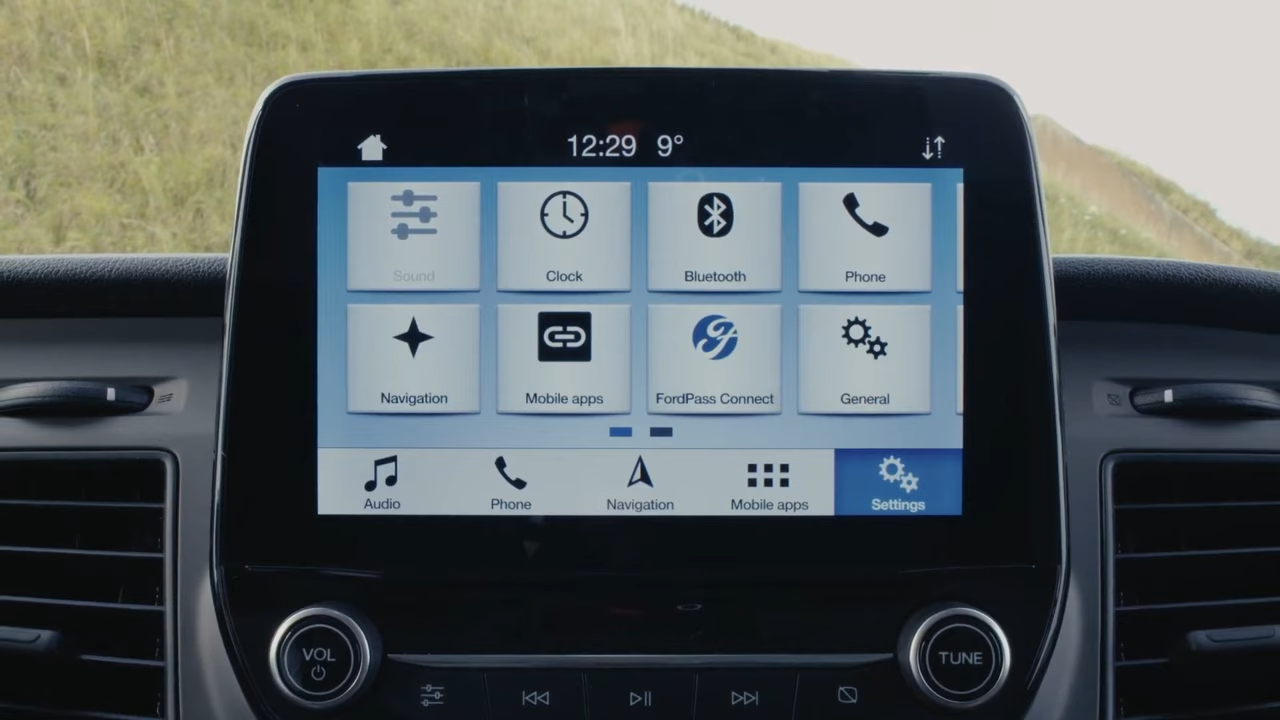 12:29 9°
Sound
Clock
Bluetooth
Phone
Navigation
Mobile apps
FordPass Connect
General
Audio
Phone
Navigation
Mobile apps
Settings
VOL
TUNE